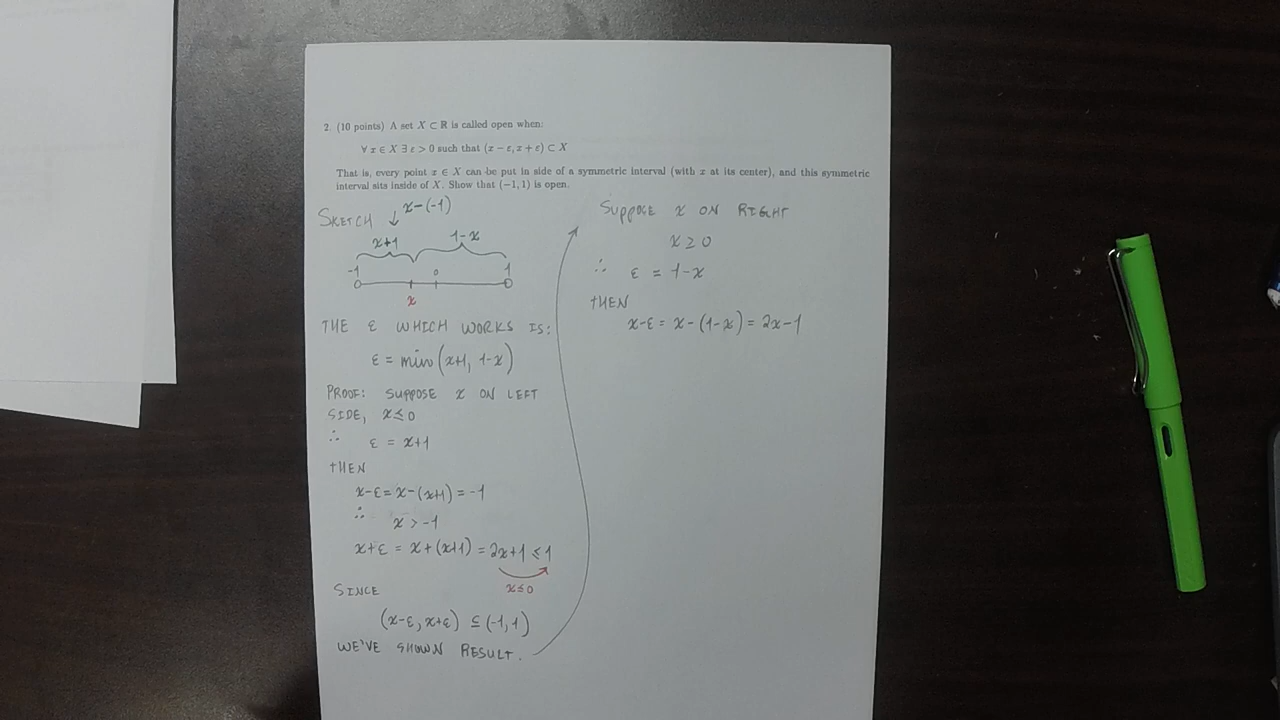 2. (10 points) A set X ⊂ R is called open when:
∀ x ∈ X ∃ ε > 0 such that (x − ε, x + ε) ⊂ X
That is, every point x ∈ X can be put in side of a symmetric interval (with x at its center), and this symmetric
interval sits inside of X. Show that (−1, 1) is open.
SKETCH ↓ x-(-1)
x+1 1-x
-1 0 1
x
THE ε WHICH WORKS IS:
ε = min (x+1, 1-x)
PROOF: SUPPOSE x ON LEFT
SIDE, x ≤ 0
∴ ε = x+1
THEN
x-ε = x-(x+1) = -1
∴ x > -1
x+ε = x+(x+1) = 2x+1 ≤ 1
x ≤ 0
SINCE
(x-ε, x+ε) ⊆ (-1, 1)
WE'VE SHOWN RESULT.
SUPPOSE x ON RIGHT
x ≥ 0
∴ ε = 1-x
THEN
x-ε = x-(1-x) = 2x-1